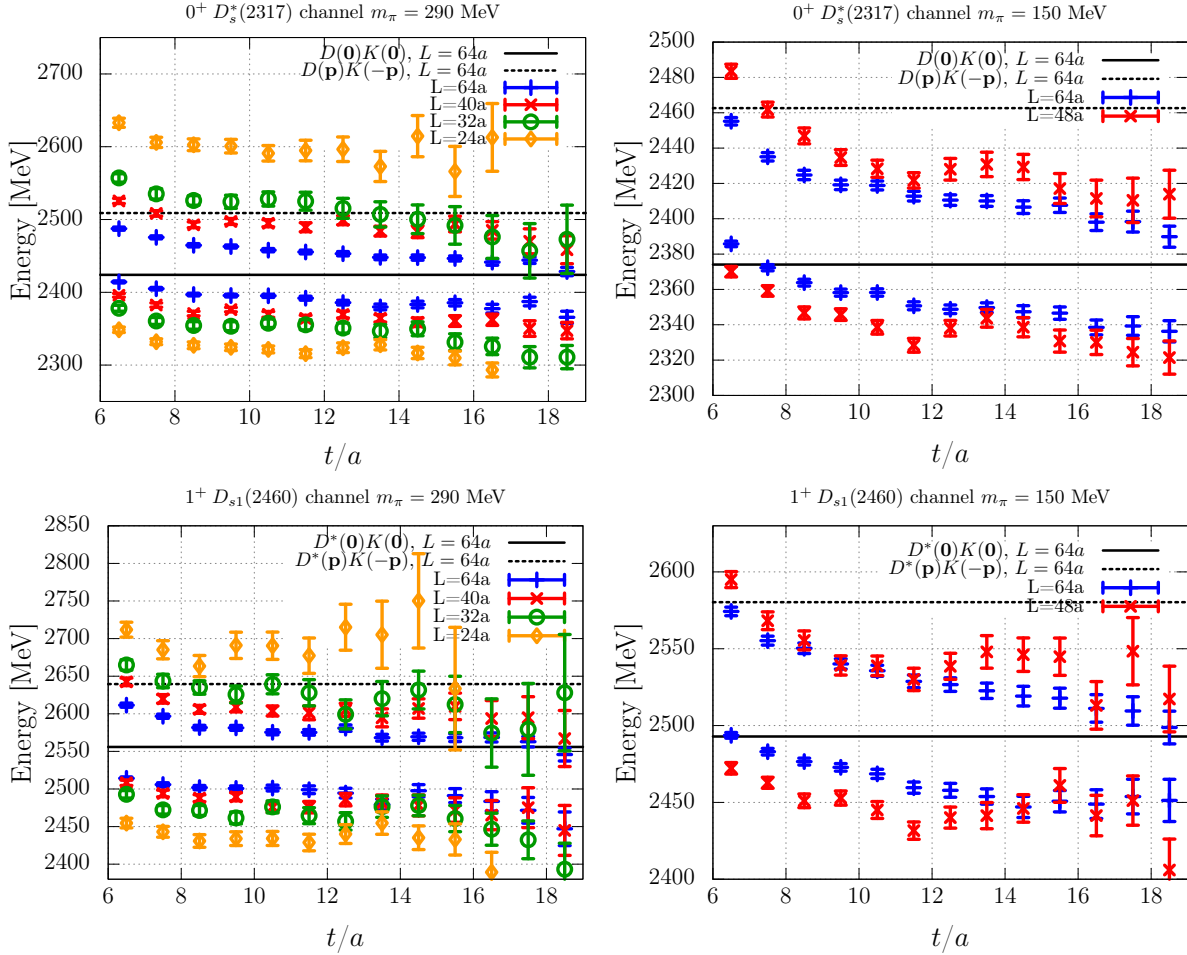 0⁺ D*ₛ(2317) channel mπ = 290 MeV
D(0)K(0), L = 64a
D(p)K(−p), L = 64a
L=64a
L=40a
L=32a
L=24a
2700
2600
2500
2400
2300
Energy [MeV]
6 8 10 12 14 16 18
t/a
0⁺ D*ₛ(2317) channel mπ = 150 MeV
D(0)K(0), L = 64a
D(p)K(−p), L = 64a
L=64a
L=48a
2500
2480
2460
2440
2420
2400
2380
2360
2340
2320
2300
Energy [MeV]
6 8 10 12 14 16 18
t/a
1⁺ Dₛ₁(2460) channel mπ = 290 MeV
D*(0)K(0), L = 64a
D*(p)K(−p), L = 64a
L=64a
L=40a
L=32a
L=24a
2850
2800
2750
2700
2650
2600
2550
2500
2450
2400
Energy [MeV]
6 8 10 12 14 16 18
t/a
1⁺ Dₛ₁(2460) channel mπ = 150 MeV
D*(0)K(0), L = 64a
D*(p)K(−p), L = 64a
L=64a
L=48a
2600
2550
2500
2450
2400
Energy [MeV]
6 8 10 12 14 16 18
t/a